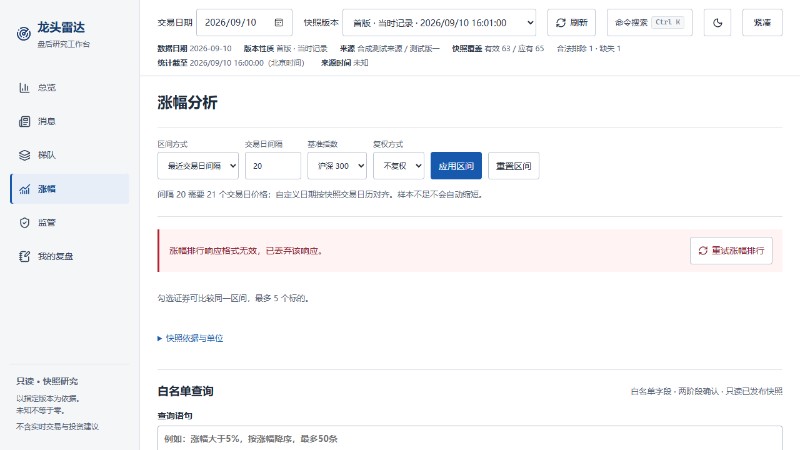 龙头雷达
盘后研究工作台
总览
消息
梯队
涨幅
监管
我的复盘
只读・快照研究
以指定版本为依据。
未知不等于零。
不含实时交易与投资建议
交易日期 2026/09/10 快照版本 首版 · 当时记录 · 2026/09/10 16:01:00 刷新 命令搜索 Ctrl K 紧凑
数据日期 2026-09-10 版本性质 首版 · 当时记录 来源 合成测试来源 / 测试版一 快照覆盖 有效 63 / 应有 65 合法排除 1 · 缺失 1
统计截至 2026/09/10 16:00:00（北京时间） 来源时间 未知
涨幅分析
区间方式 交易日间隔 基准指数 复权方式
最近交易日间隔 20 沪深 300 不复权 应用区间 重置区间
间隔 20 需要 21 个交易日价格；自定义日期按快照交易日历对齐。样本不足不会自动缩短。
涨幅排行响应格式无效，已丢弃该响应。 重试涨幅排行
勾选证券可比较同一区间，最多 5 个标的。
快照依据与单位
白名单查询 白名单字段 · 两阶段确认 · 只读已发布快照
查询语句
例如：涨幅大于5%，按涨幅降序，最多50条